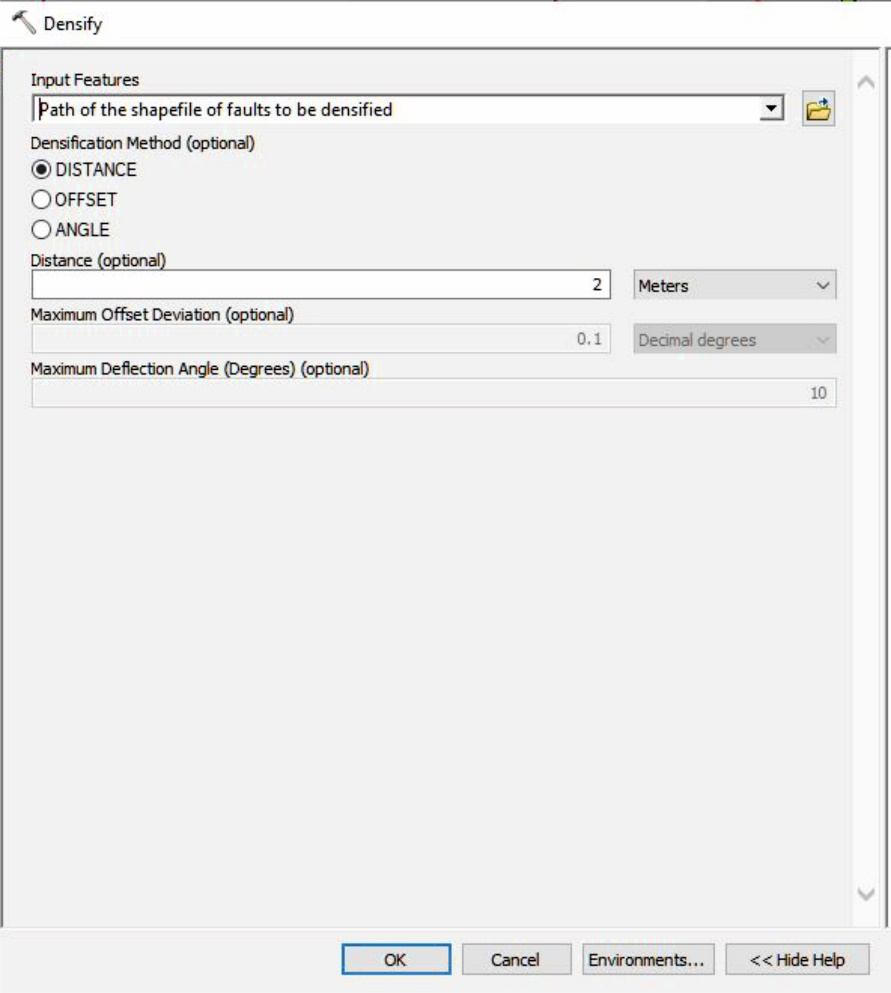 Densify
Input Features
Path of the shapefile of faults to be densified
Densification Method (optional)
DISTANCE
OFFSET
ANGLE
Distance (optional)
2 Meters
Maximum Offset Deviation (optional)
0.1 Decimal degrees
Maximum Deflection Angle (Degrees) (optional)
10
OK Cancel Environments... << Hide Help